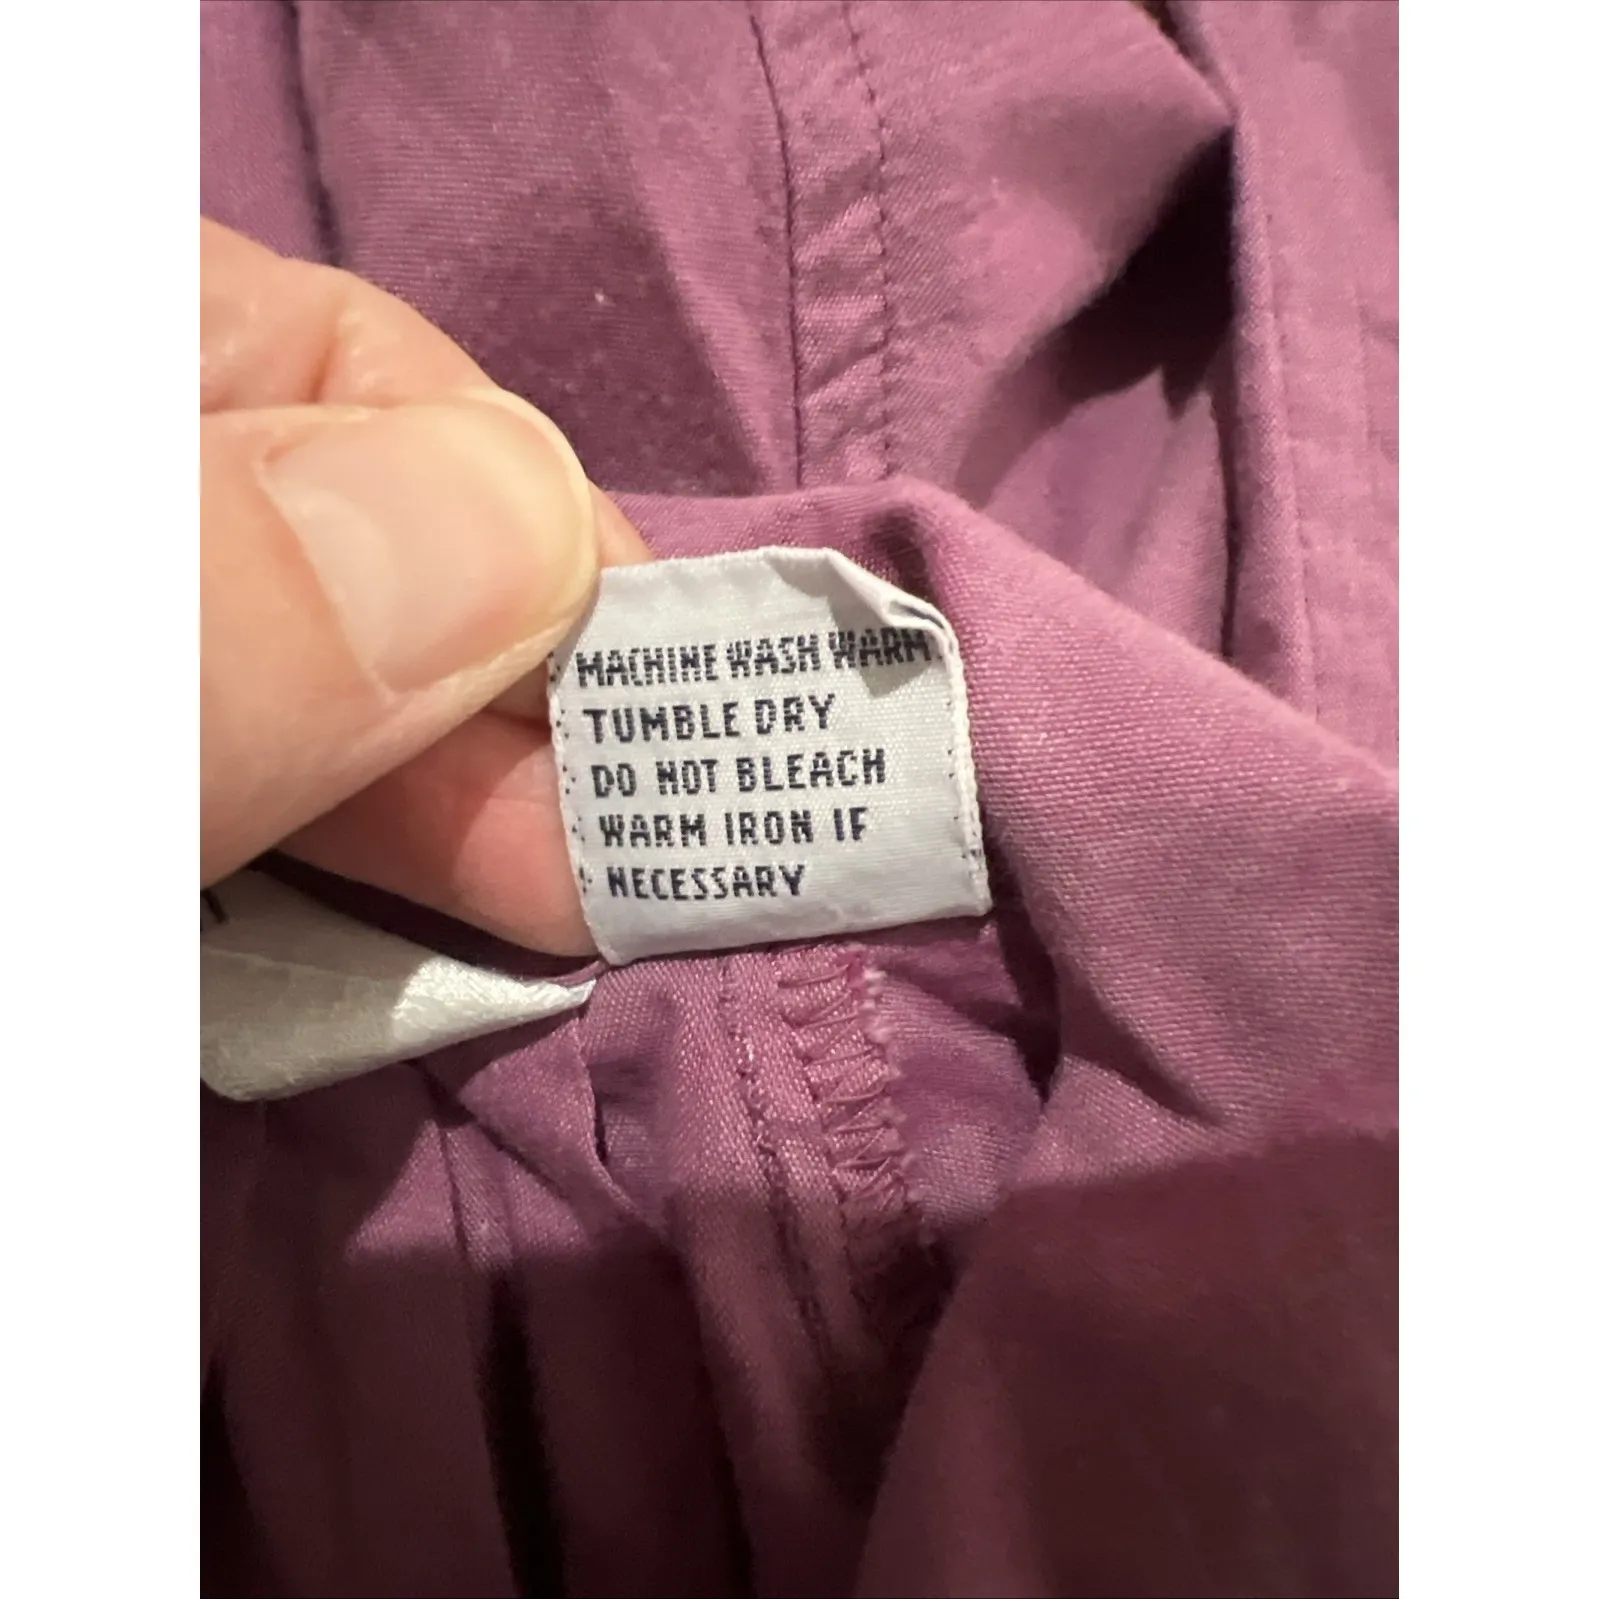 MACHINE WASH WARM
TUMBLE DRY
DO NOT BLEACH
WARM IRON IF
NECESSARY